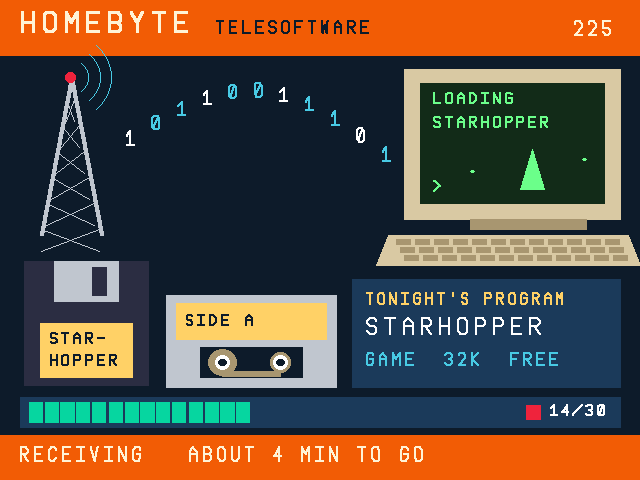 HOMEBYTE TELESOFTWARE 225
1 0 1 1 0 0 1 1 1 0 1
LOADING
STARHOPPER
>
STAR-
HOPPER
SIDE A
TONIGHT'S PROGRAM
STARHOPPER
GAME 32K FREE
14/30
RECEIVING ABOUT 4 MIN TO GO